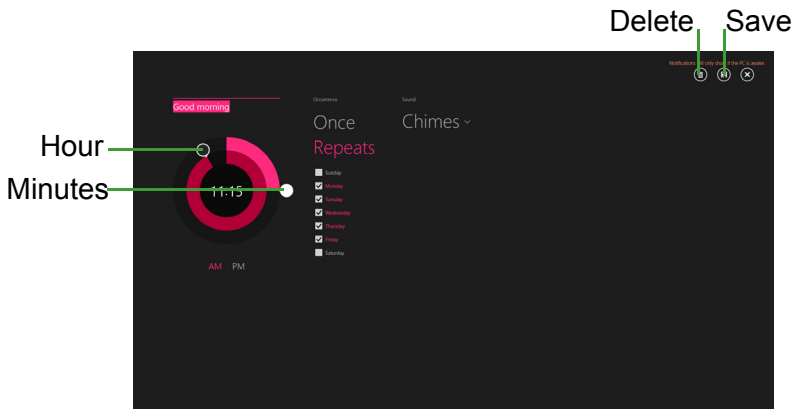 Delete Save
Notifications will only show if the PC is awake
Good morning
Occurrence
Sound
Once
Chimes
Repeats
Hour
Minutes
11:15
Sunday
Monday
Tuesday
Wednesday
Thursday
Friday
Saturday
AM PM